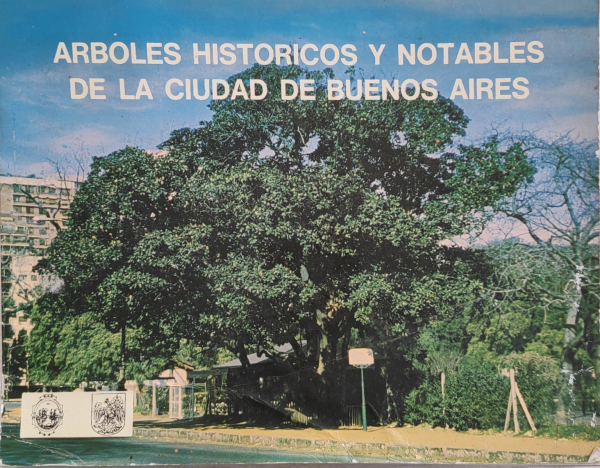 ARBOLES HISTORICOS Y NOTABLES
DE LA CIUDAD DE BUENOS AIRES